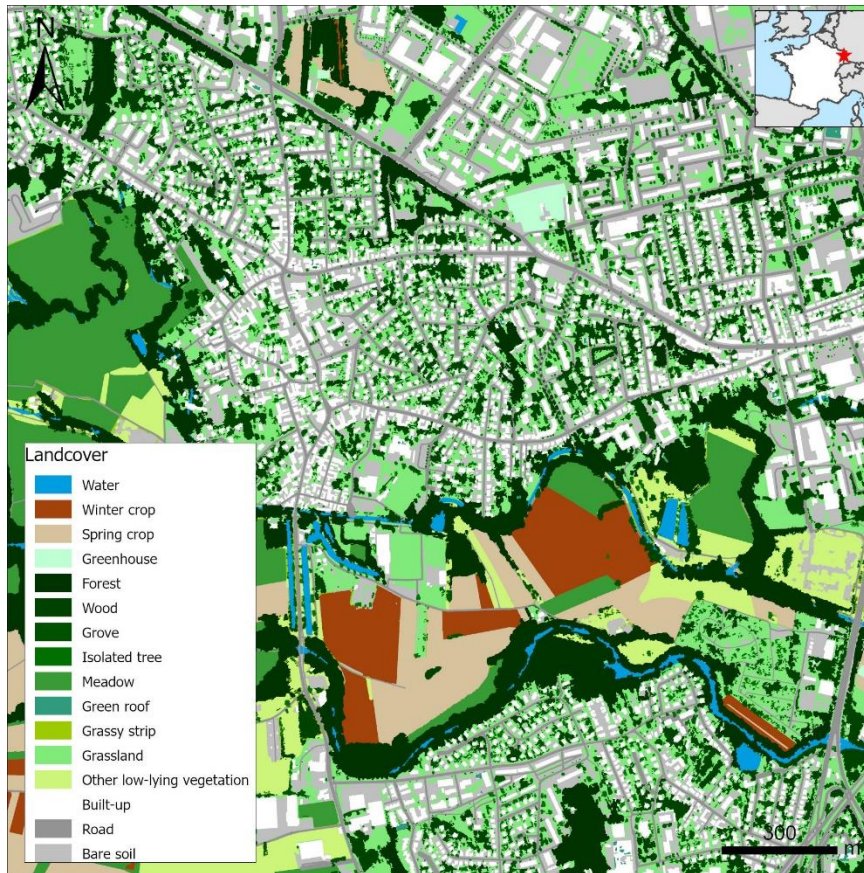 N
Landcover
Water
Winter crop
Spring crop
Greenhouse
Forest
Wood
Grove
Isolated tree
Meadow
Green roof
Grassy strip
Grassland
Other low-lying vegetation
Built-up
Road
Bare soil
300
m